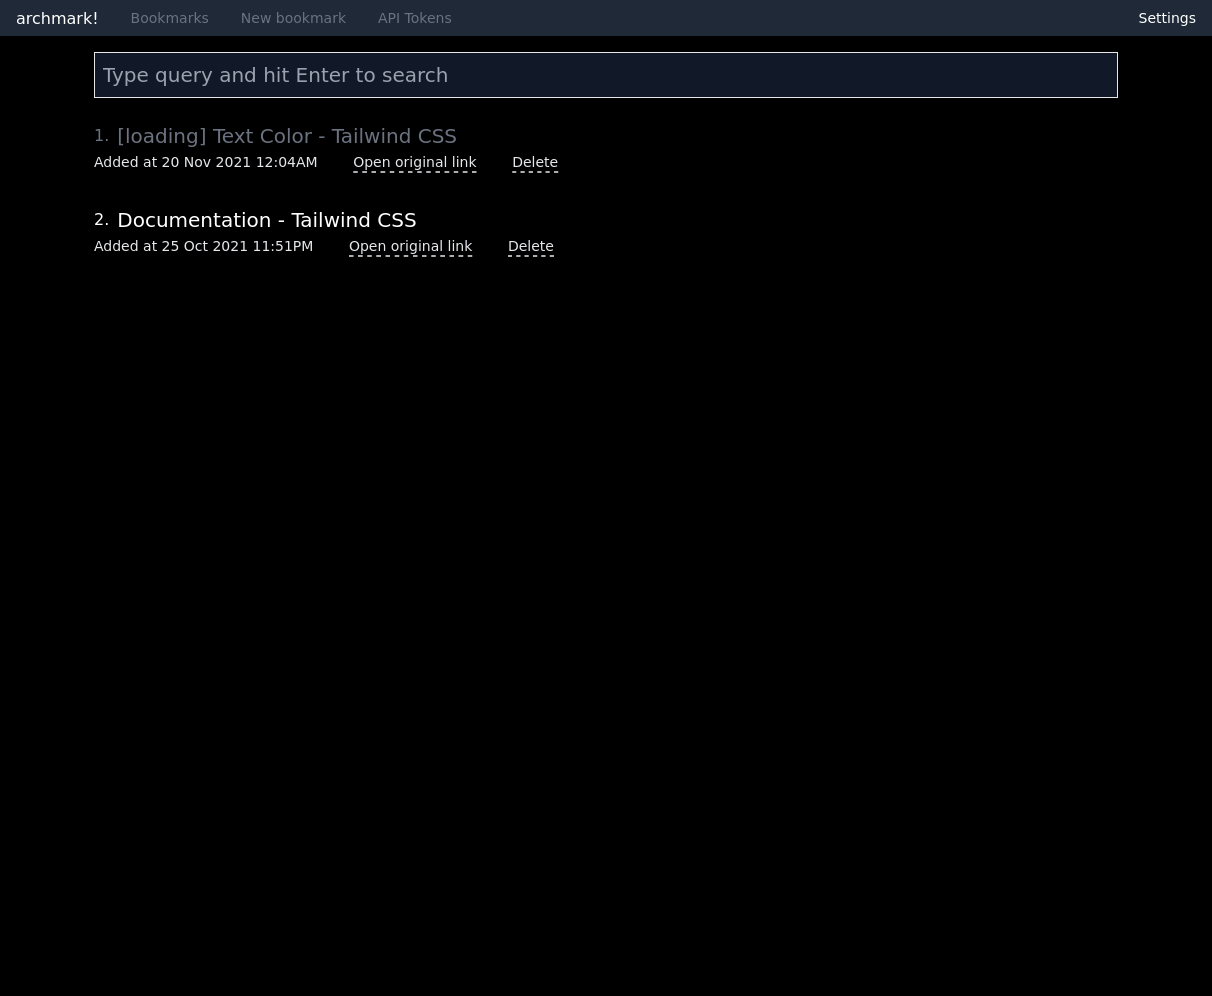 archmark! Bookmarks New bookmark API Tokens Settings
Type query and hit Enter to search
1. [loading] Text Color - Tailwind CSS
Added at 20 Nov 2021 12:04AM Open original link Delete
2. Documentation - Tailwind CSS
Added at 25 Oct 2021 11:51PM Open original link Delete